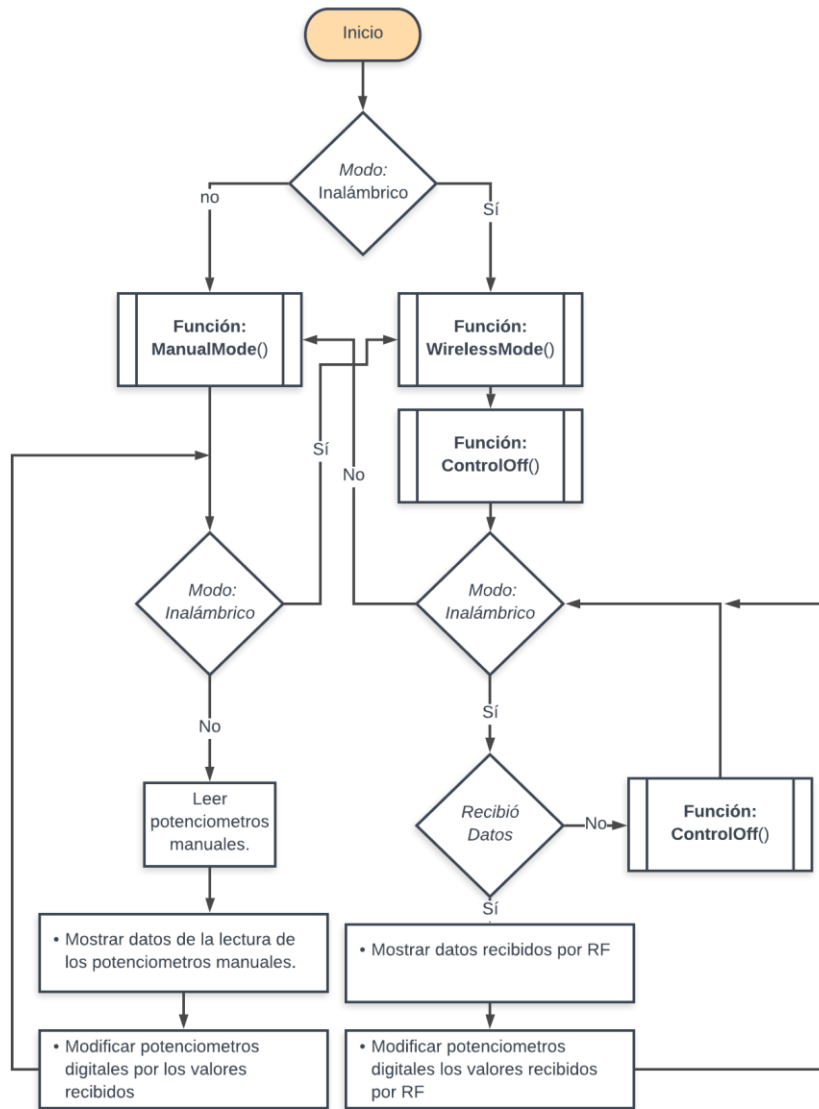 Inicio
Modo:
Inalámbrico
no
Sí
Función:
ManualMode()
Función:
WirelessMode()
Función:
ControlOff()
Sí
No
Modo:
Inalámbrico
Modo:
Inalámbrico
No
Sí
Leer
potenciometros
manuales.
Recibió
Datos
No
Función:
ControlOff()
Sí
• Mostrar datos de la lectura de
los potenciometros manuales.
• Mostrar datos recibidos por RF
• Modificar potenciometros
digitales por los valores
recibidos
• Modificar potenciometros
digitales los valores recibidos
por RF